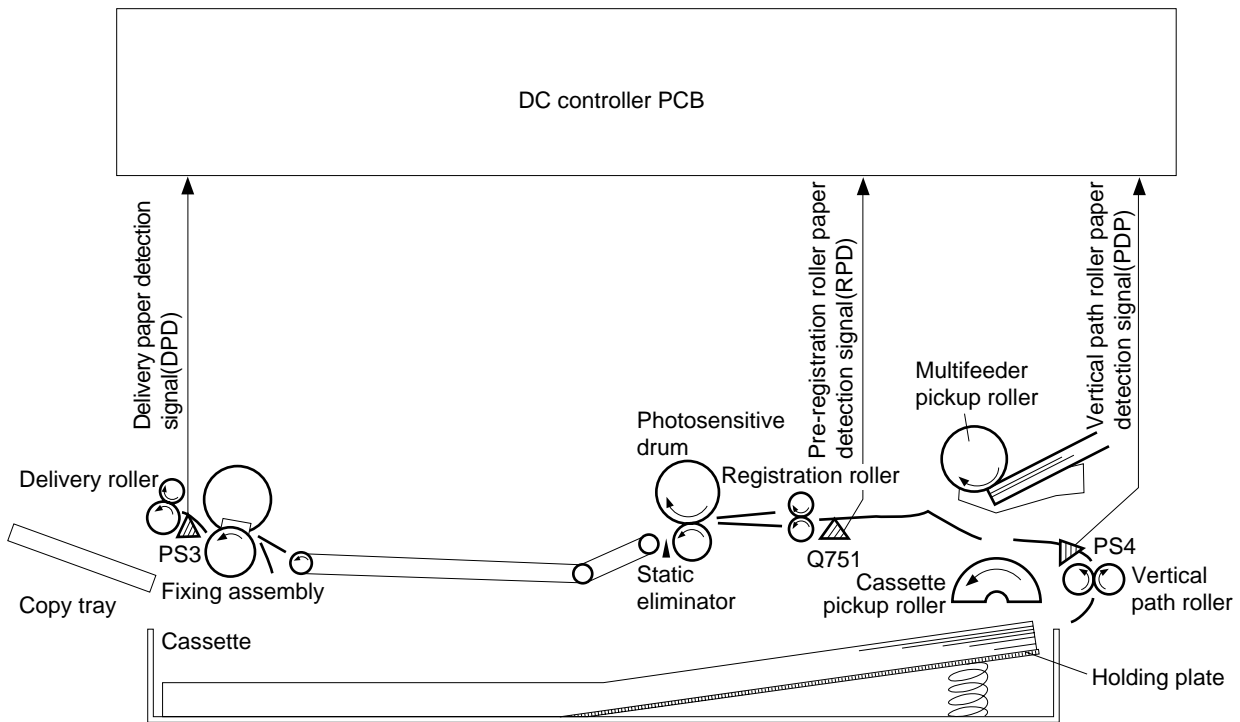 DC controller PCB
Delivery paper detection
signal(DPD)
Pre-registration roller paper
detection signal(RPD)
Vertical path roller paper
detection signal(PDP)
Multifeeder
pickup roller
Photosensitive
drum
Registration roller
Delivery roller
PS3
Fixing assembly
Copy tray
Static
eliminator
Q751
Cassette
pickup roller
PS4
Vertical
path roller
Cassette
Holding plate